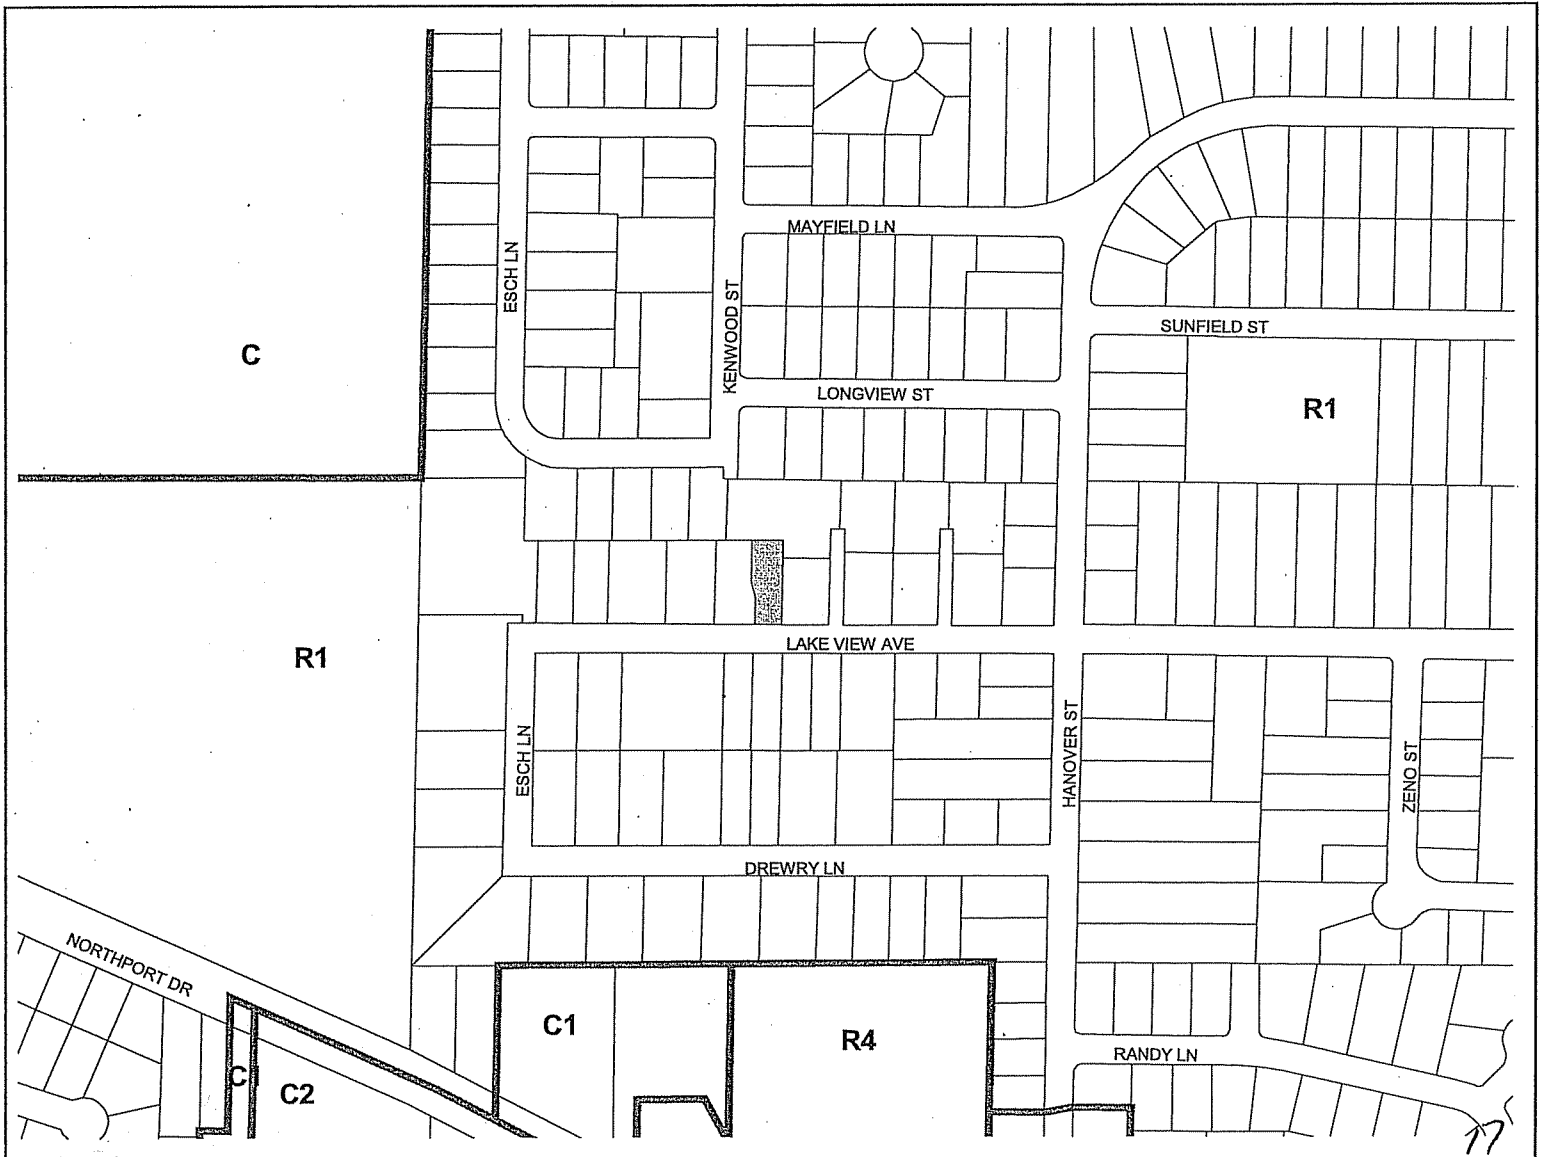 MAYFIELD LN
ESCH LN
KENWOOD ST
SUNFIELD ST
C
LONGVIEW ST
R1
LAKE VIEW AVE
R1
ESCH LN
HANOVER ST
ZENO ST
DREWRY LN
NORTHPORT DR
C1
R4
RANDY LN
C1
C2
17